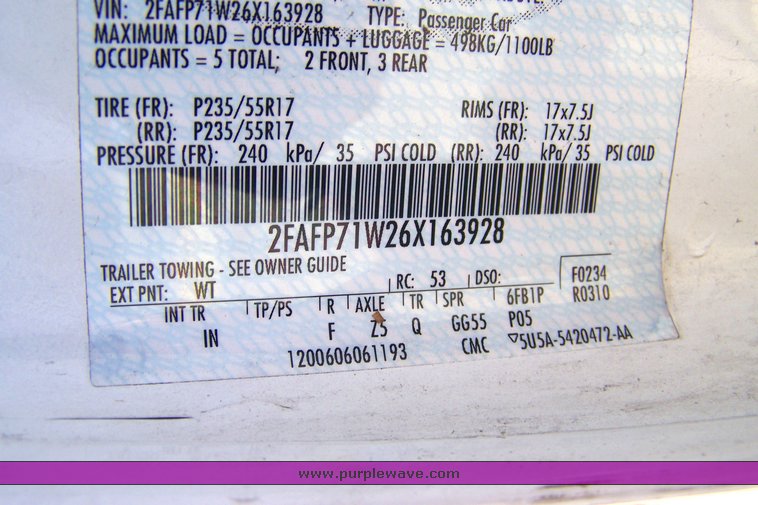 VIN: 2FAFP71W26X163928 TYPE: Passenger Car
MAXIMUM LOAD = OCCUPANTS + LUGGAGE = 498KG/1100LB
OCCUPANTS = 5 TOTAL; 2 FRONT, 3 REAR
TIRE (FR): P235/55R17 RIMS (FR): 17x7.5J
(RR): P235/55R17 (RR): 17x7.5J
PRESSURE (FR): 240 kPa/ 35 PSI COLD (RR): 240 kPa/ 35 PSI COLD
2FAFP71W26X163928
TRAILER TOWING - SEE OWNER GUIDE
EXT PNT: WT RC: 53 DSO: F0234
INT TR TP/PS R AXLE TR SPR 6FB1P R0310
IN F Z5 Q GG55 P05
1200606061193 CMC ▽5U5A-5420472-AA
www.purplewave.com